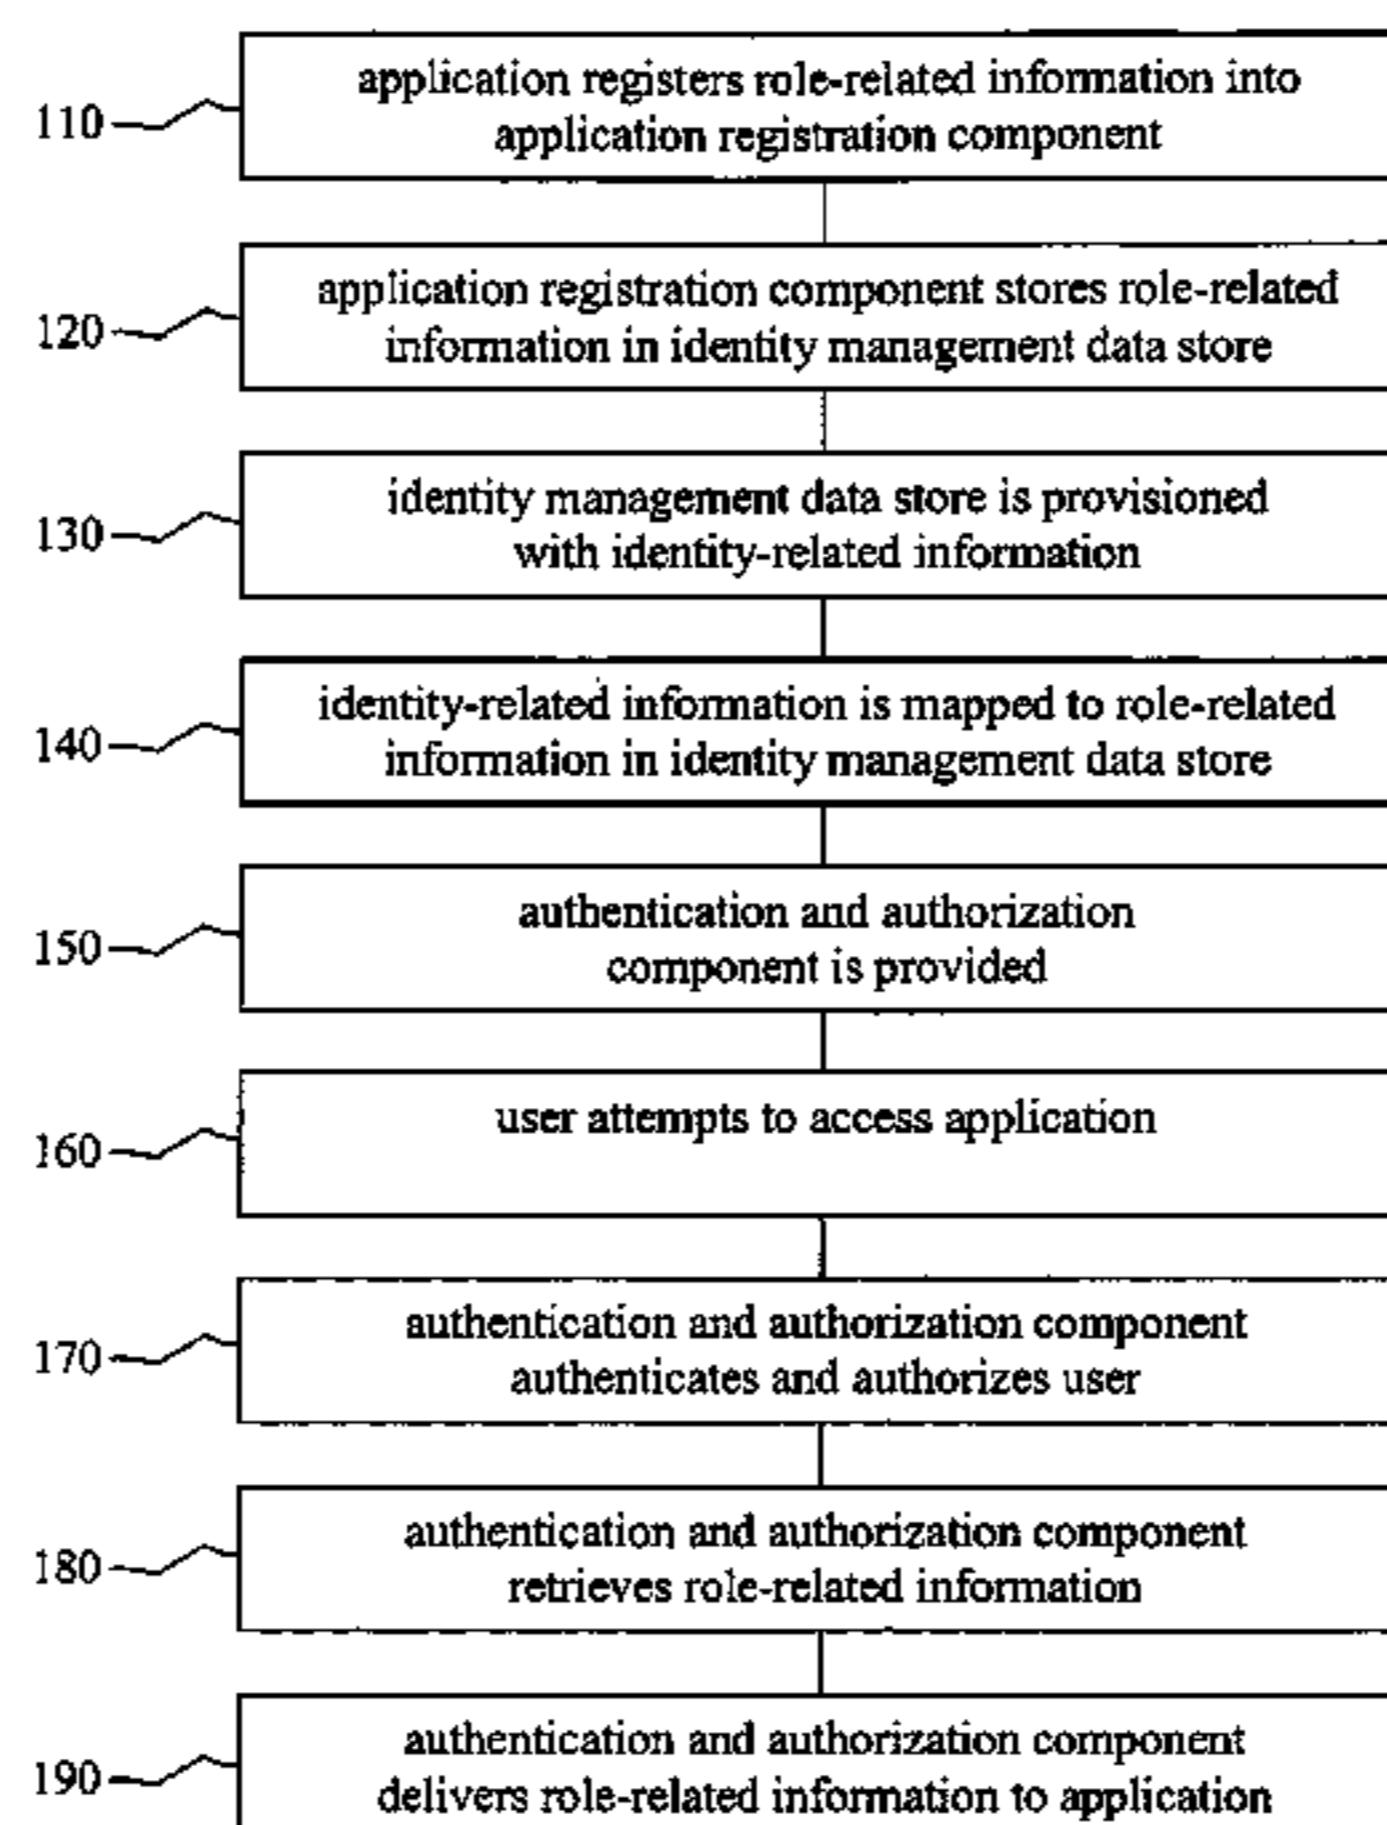 application registers role-related information into
110
application registration component
application registration component stores role-related
120
information in identity management data store
identity management data store is provisioned
130
with identity-related information
identity-related information is mapped to role-related
140
information in identity management data store
authentication and authorization
150
component is provided
user attempts to access application
160
authentication and authorization component
170
authenticates and authorizes user
authentication and authorization component
180
retrieves role-related information
authentication and authorization component
190
delivers role-related information to application